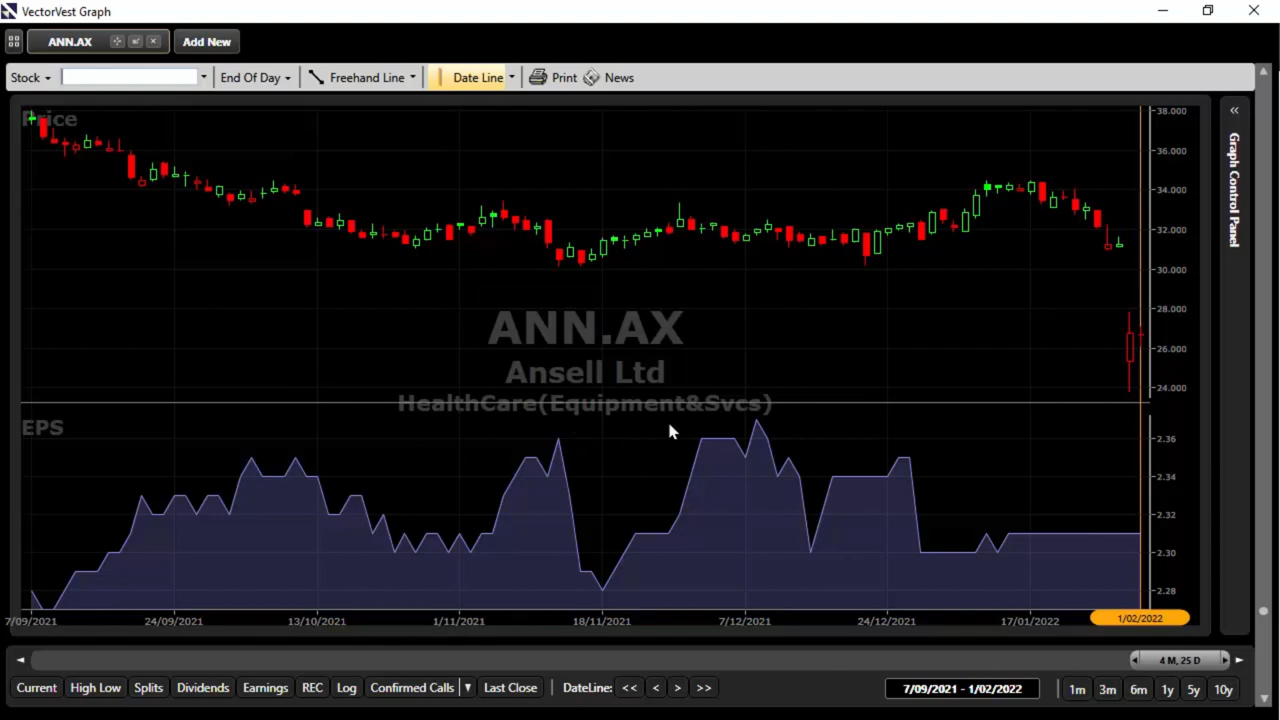 VectorVest Graph
ANN.AX Add New
Stock End Of Day Freehand Line Date Line Print News
Price
38.000
36.000
34.000
32.000
30.000
28.000
26.000
24.000
Graph Control Panel
ANN.AX
Ansell Ltd
HealthCare(Equipment&Svcs)
EPS
2.36
2.34
2.32
2.30
2.28
7/09/2021 24/09/2021 13/10/2021 1/11/2021 18/11/2021 7/12/2021 24/12/2021 17/01/2022 1/02/2022
4 M, 25 D
Current High Low Splits Dividends Earnings REC Log Confirmed Calls Last Close DateLine: << < > >> 7/09/2021 - 1/02/2022 1m 3m 6m 1y 5y 10y